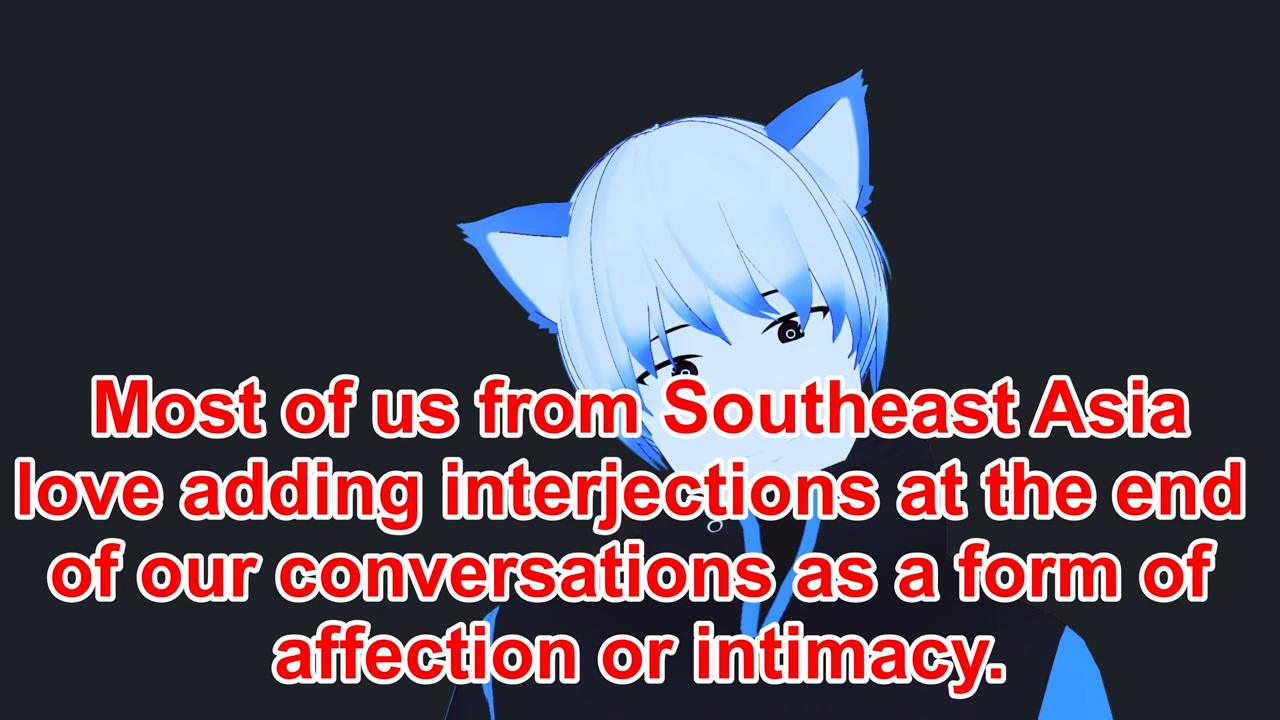 Most of us from Southeast Asia
love adding interjections at the end
of our conversations as a form of
affection or intimacy.